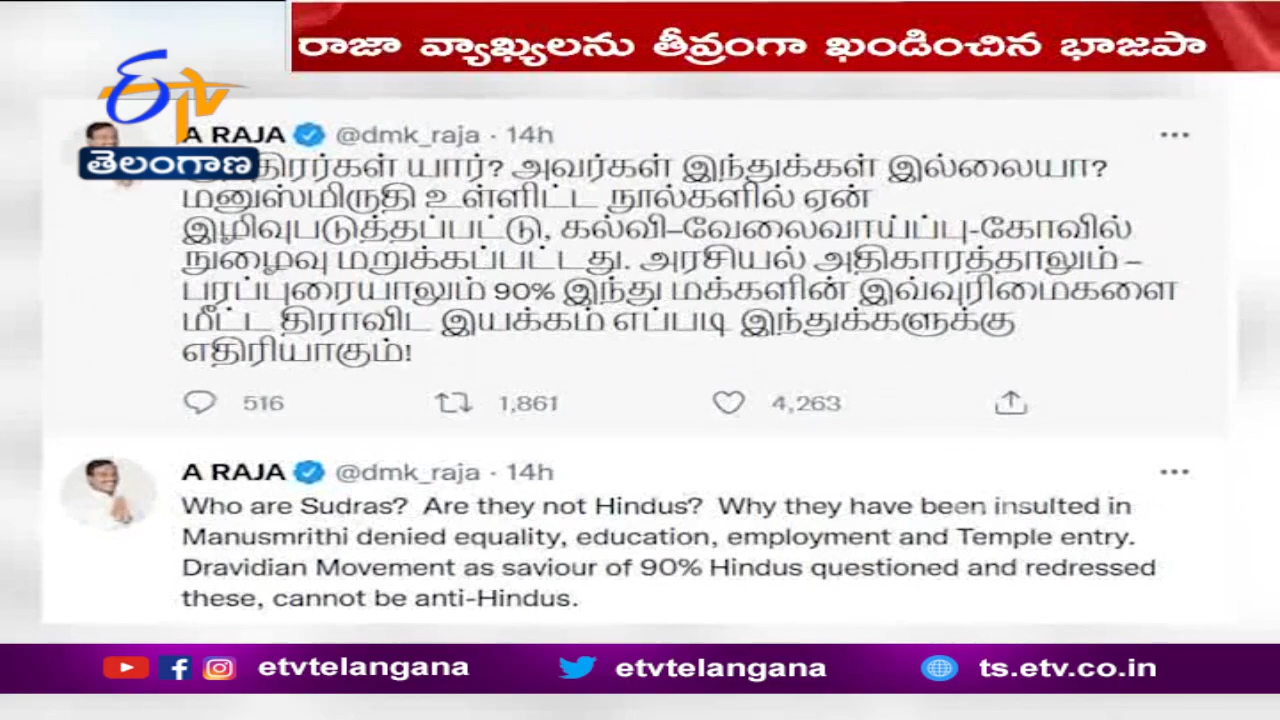 రాజా వ్యాఖ్యలను తీవ్రంగా ఖండించిన భాజపా
ETV
తెలంగాణ
A RAJA @dmk_raja · 14h
யார்? அவர்கள் இந்துக்கள் இல்லையா?
மனுஸ்மிருதி உள்ளிட்ட நூல்களில் ஏன்
இழிவுபடுத்தப்பட்டு, கல்வி–வேலைவாய்ப்பு-கோவில்
நுழைவு மறுக்கப்பட்டது. அரசியல் அதிகாரத்தாலும் –
பரப்புரையாலும் 90% இந்து மக்களின் இவ்வுரிமைகளை
மீட்ட திராவிட இயக்கம் எப்படி இந்துக்களுக்கு
எதிரியாகும்!
516 1,861 4,263
A RAJA @dmk_raja · 14h
Who are Sudras? Are they not Hindus? Why they have been insulted in
Manusmrithi denied equality, education, employment and Temple entry.
Dravidian Movement as saviour of 90% Hindus questioned and redressed
these, cannot be anti-Hindus.
etvtelangana etvtelangana ts.etv.co.in